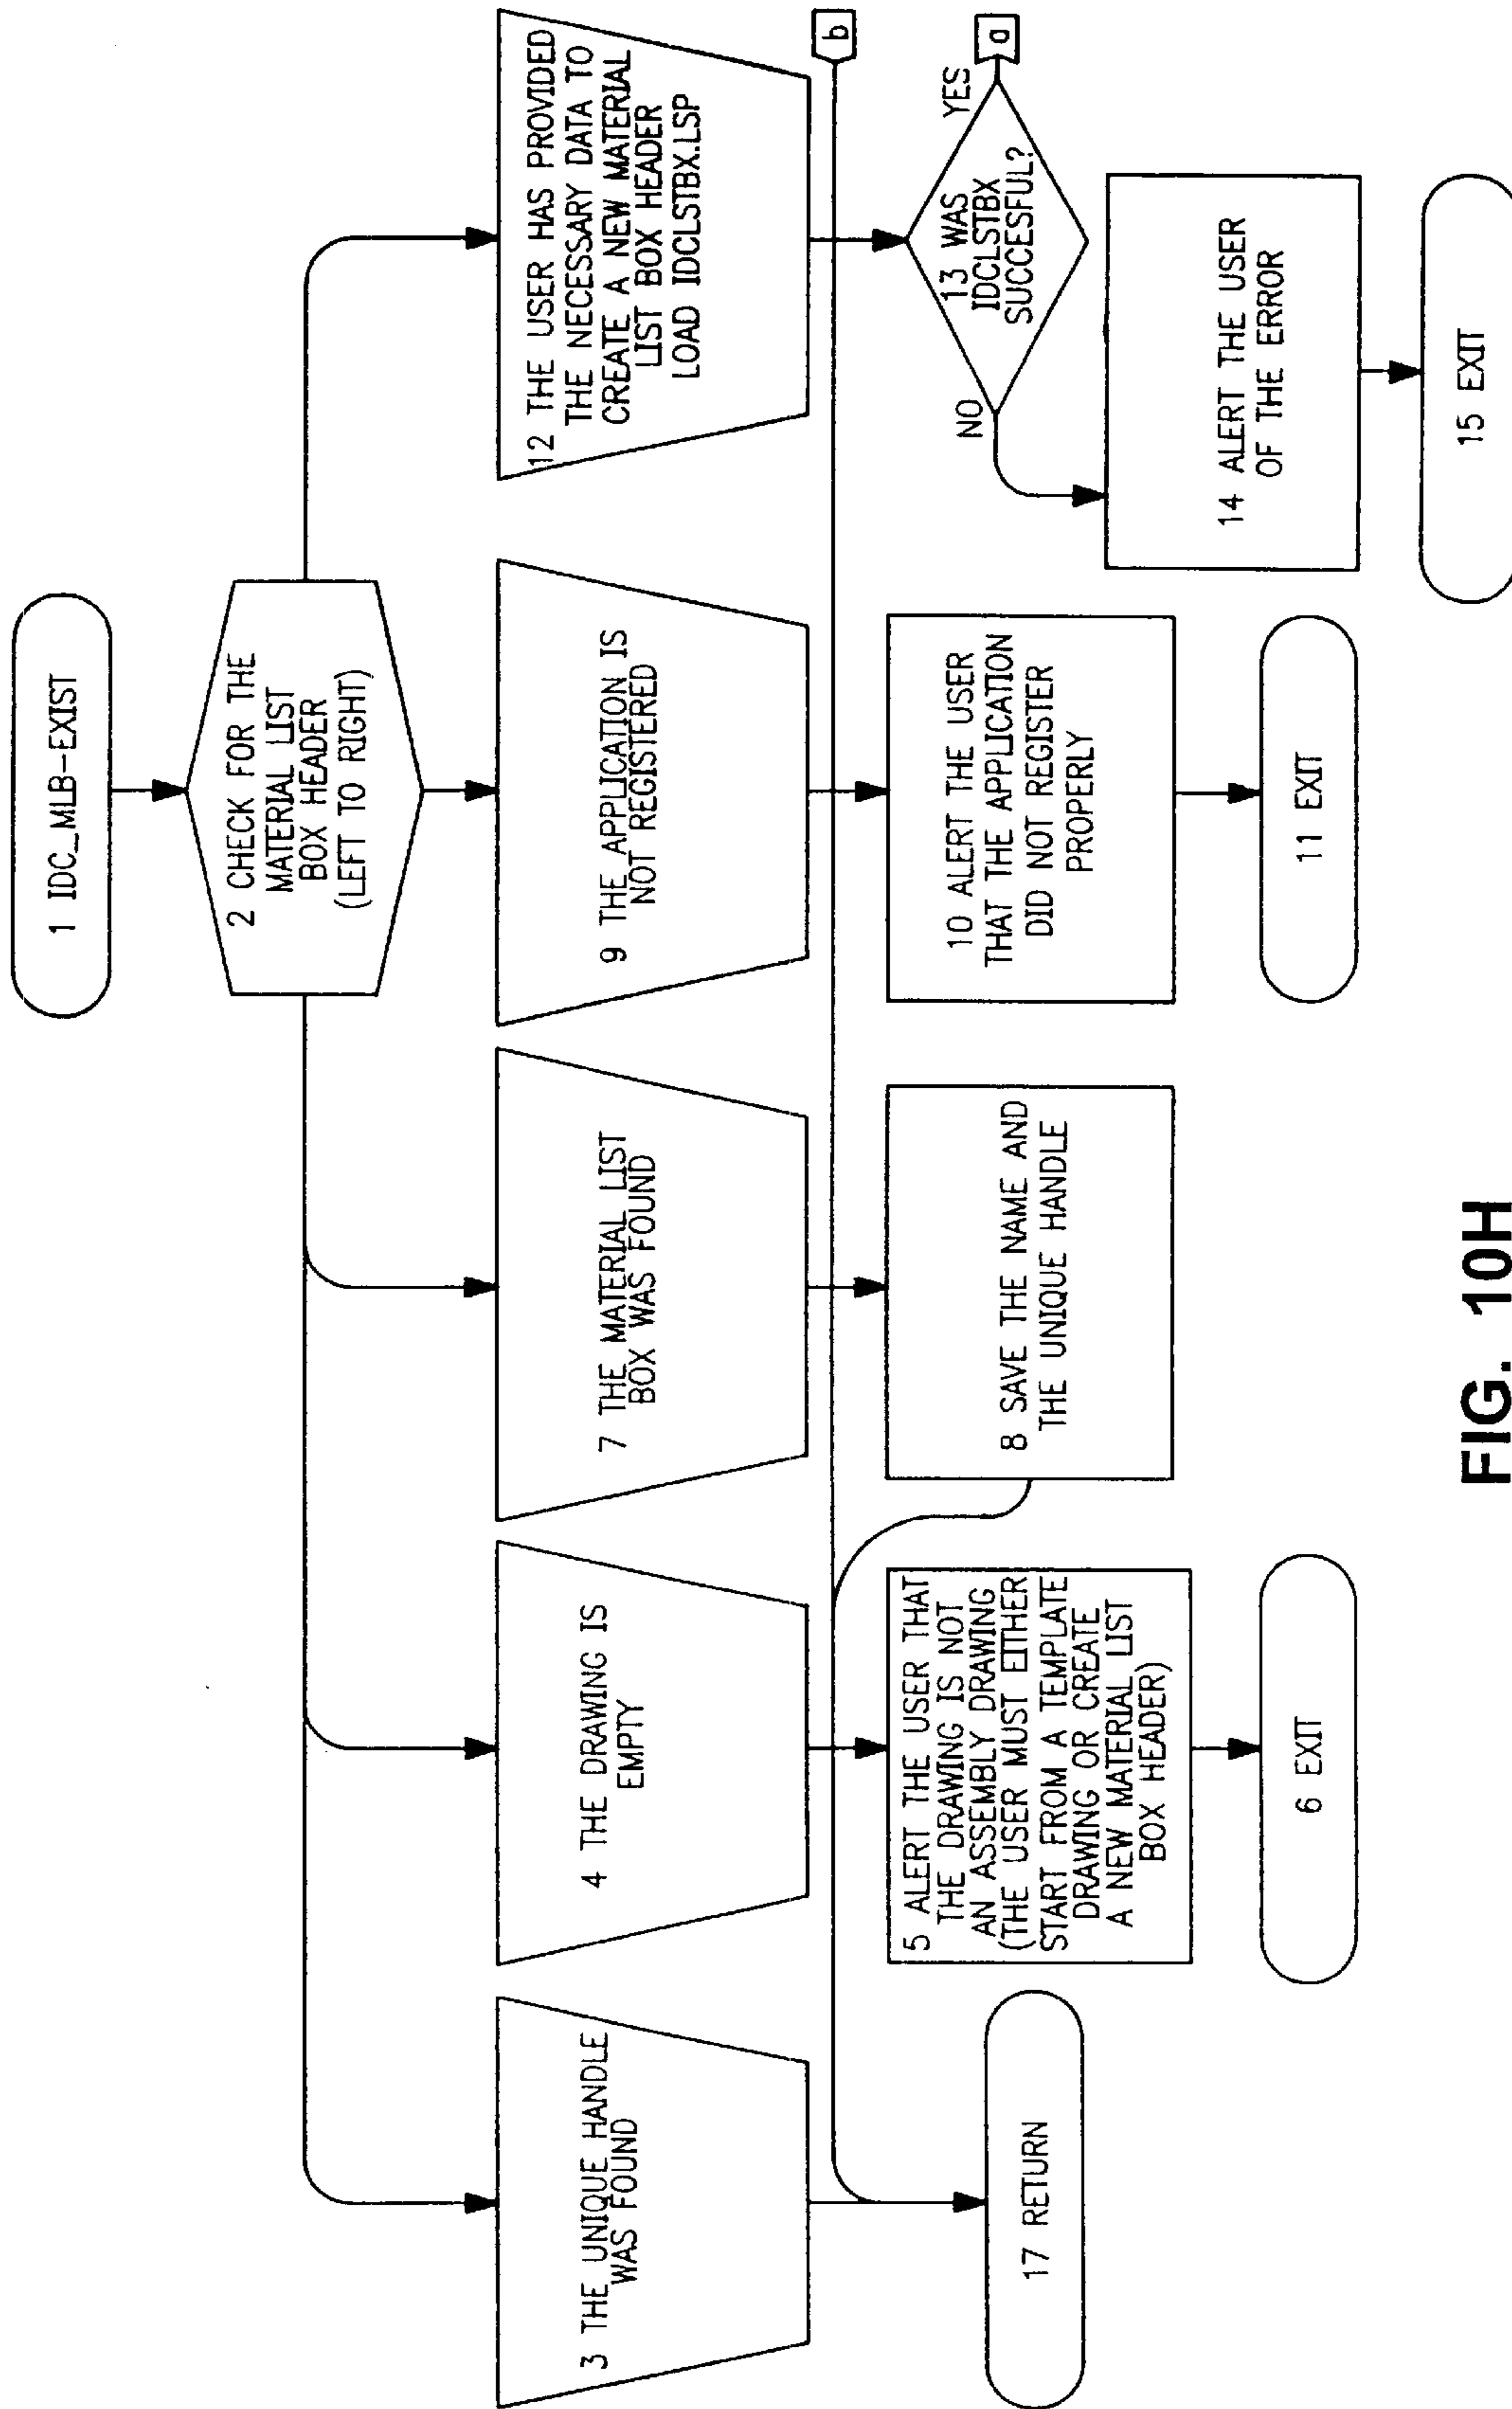 1 IDC_MLB-EXIST
2 CHECK FOR THE
MATERIAL LIST
BOX HEADER
(LEFT TO RIGHT)
3 THE UNIQUE HANDLE
WAS FOUND
17 RETURN
4 THE DRAWING IS
EMPTY
5 ALERT THE USER THAT
THE DRAWING IS NOT
AN ASSEMBLY DRAWING
(THE USER MUST EITHER
START FROM A TEMPLATE
DRAWING OR CREATE
A NEW MATERIAL LIST
BOX HEADER)
6 EXIT
7 THE MATERIAL LIST
BOX WAS FOUND
8 SAVE THE NAME AND
THE UNIQUE HANDLE
9 THE APPLICATION IS
NOT REGISTERED
10 ALERT THE USER
THAT THE APPLICATION
DID NOT REGISTER
PROPERLY
11 EXIT
12 THE USER HAS PROVIDED
THE NECESSARY DATA TO
CREATE A NEW MATERIAL
LIST BOX HEADER
LOAD IDCLSTBX.LSP
b
13 WAS
IDCLSTBX
SUCCESFUL?
YES
a
NO
14 ALERT THE USER
OF THE ERROR
15 EXIT
FIG. 10H